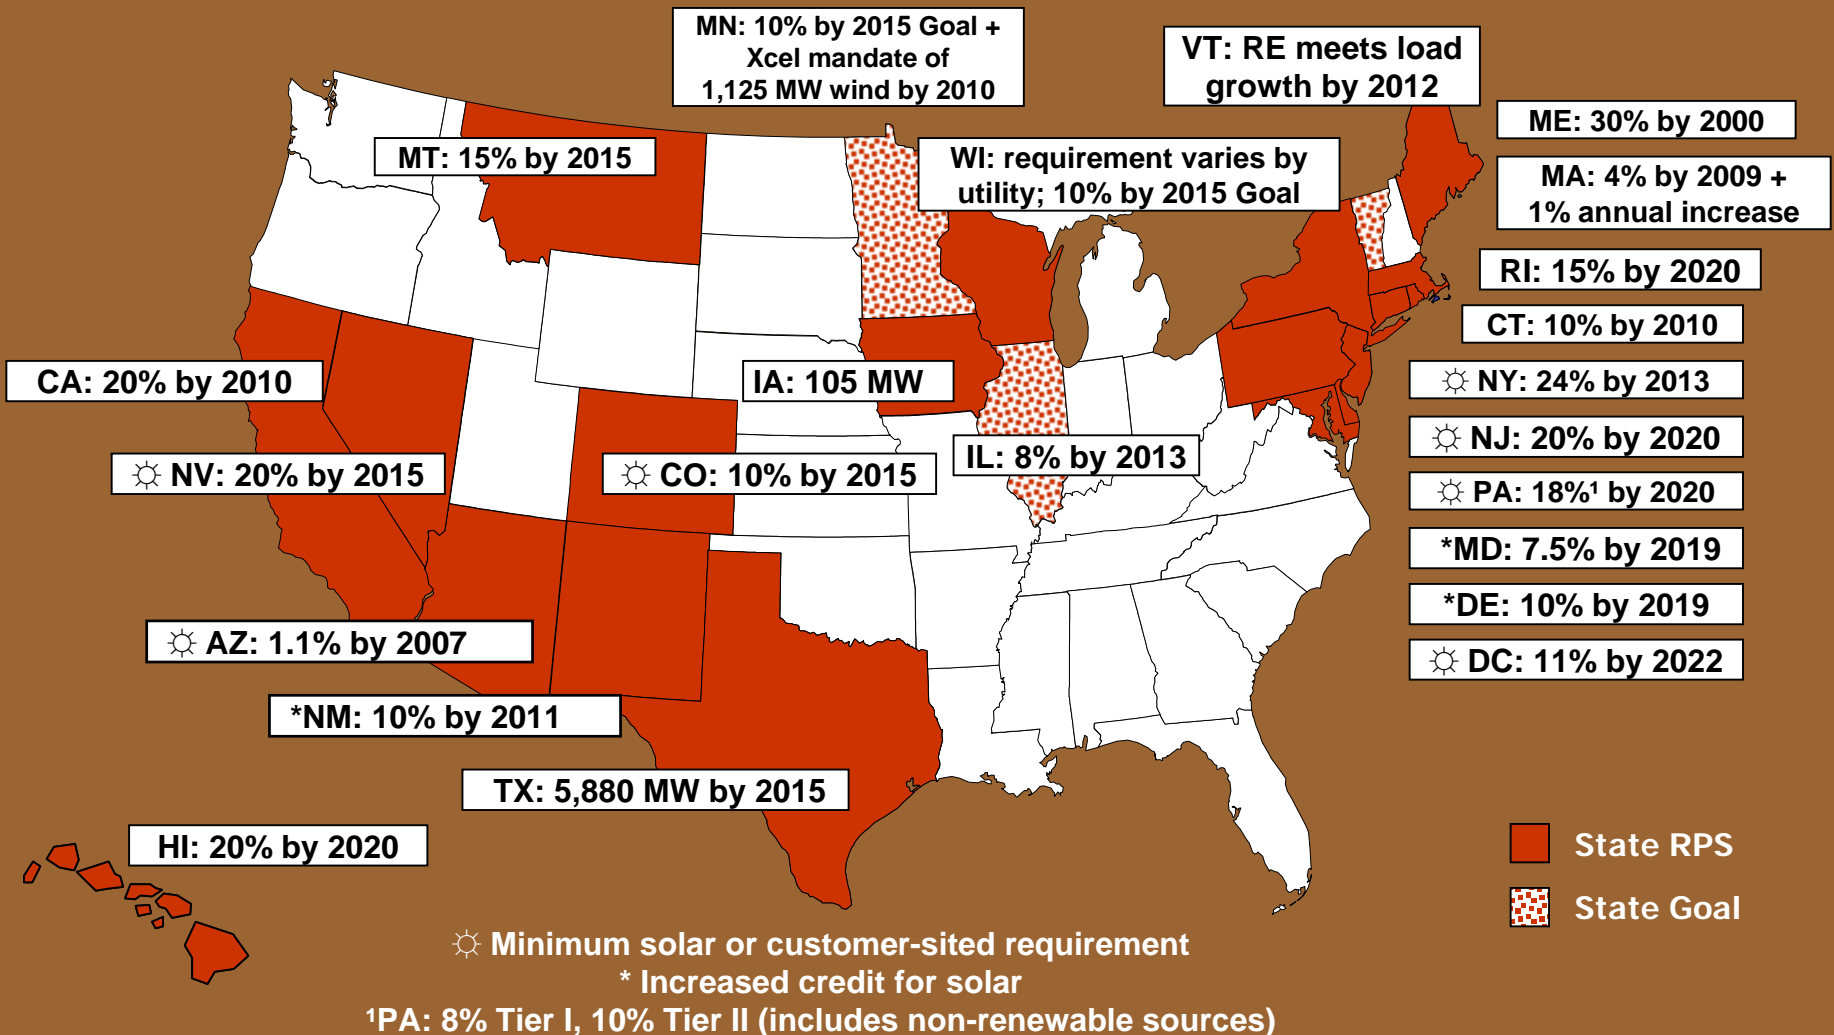 MN: 10% by 2015 Goal +
Xcel mandate of
1,125 MW wind by 2010
VT: RE meets load
growth by 2012
ME: 30% by 2000
MT: 15% by 2015
WI: requirement varies by
utility; 10% by 2015 Goal
MA: 4% by 2009 +
1% annual increase
RI: 15% by 2020
CT: 10% by 2010
CA: 20% by 2010
IA: 105 MW
☼ NY: 24% by 2013
☼ NJ: 20% by 2020
IL: 8% by 2013
☼ NV: 20% by 2015
☼ CO: 10% by 2015
☼ PA: 18%¹ by 2020
*MD: 7.5% by 2019
*DE: 10% by 2019
☼ AZ: 1.1% by 2007
☼ DC: 11% by 2022
*NM: 10% by 2011
TX: 5,880 MW by 2015
HI: 20% by 2020
State RPS
State Goal
☼ Minimum solar or customer-sited requirement
* Increased credit for solar
¹PA: 8% Tier I, 10% Tier II (includes non-renewable sources)